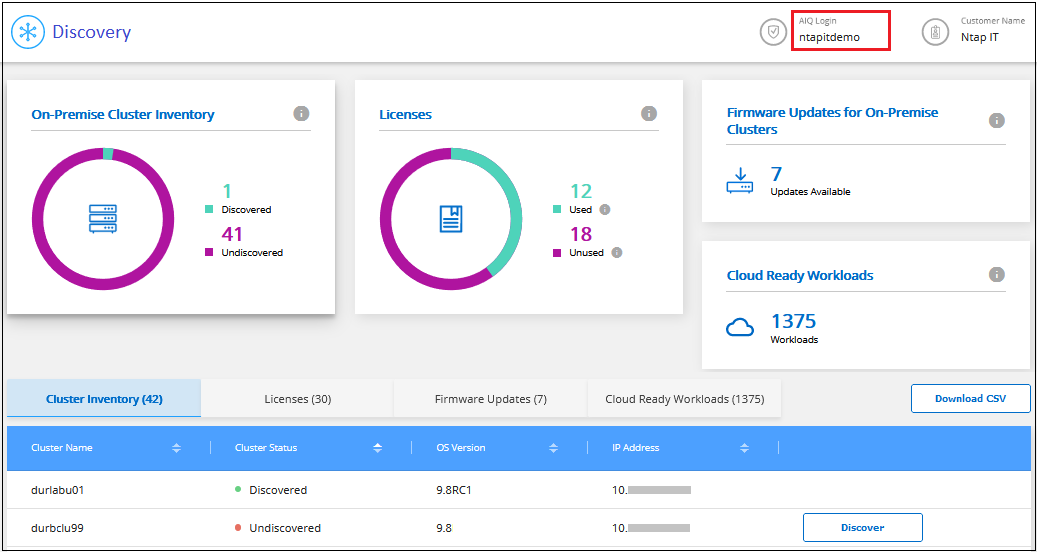 Discovery
AIQ Login
ntapitdemo
Customer Name
Ntap IT
On-Premise Cluster Inventory
1
Discovered
41
Undiscovered
Licenses
12
Used
18
Unused
Firmware Updates for On-Premise
Clusters
7
Updates Available
Cloud Ready Workloads
1375
Workloads
Cluster Inventory (42)
Licenses (30)
Firmware Updates (7)
Cloud Ready Workloads (1375)
Download CSV
Cluster Name
Cluster Status
OS Version
IP Address
durlabu01
Discovered
9.8RC1
10.
durbclu99
Undiscovered
9.8
10.
Discover